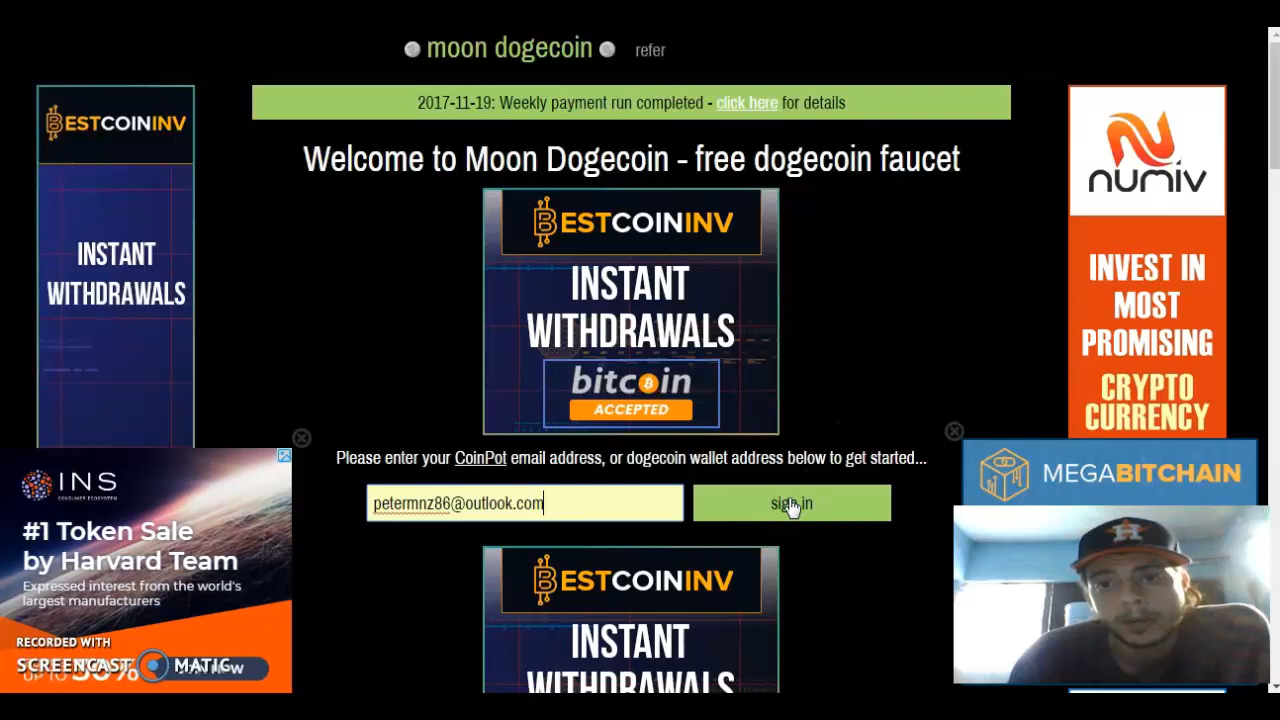 moon dogecoin
refer
2017-11-19: Weekly payment run completed - click here for details
Welcome to Moon Dogecoin - free dogecoin faucet
BESTCOININV
INSTANT
WITHDRAWALS
BESTCOININV
INSTANT
WITHDRAWALS
bitcoin
ACCEPTED
numiv
INVEST IN
MOST
PROMISING
CRYPTO
CURRENCY
Please enter your CoinPot email address, or dogecoin wallet address below to get started...
petermnz86@outlook.com
sign in
INS
CONSUMER ECOSYSTEM
#1 Token Sale
by Harvard Team
Expressed interest from the world's
largest manufacturers
RECORDED WITH
SCREENCAST MATIC
MEGABITCHAIN
BESTCOININV
INSTANT
WITHDRAWALS